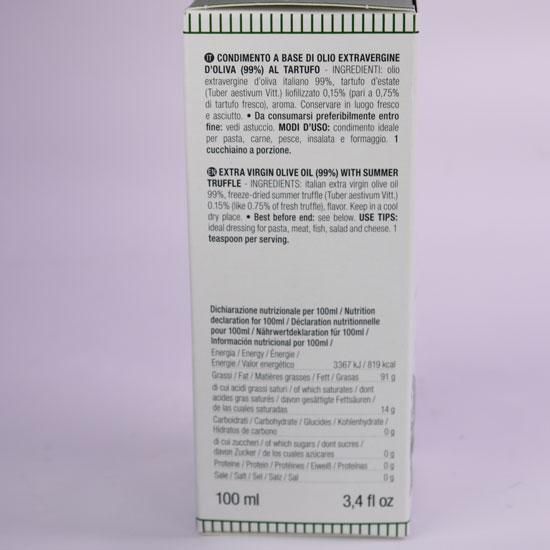 IT CONDIMENTO A BASE DI OLIO EXTRAVERGINE
D'OLIVA (99%) AL TARTUFO - INGREDIENTI: olio
extravergine d'oliva italiano 99%, tartufo d'estate
(Tuber aestivum Vitt.) liofilizzato 0,15% (pari a 0,75%
di tartufo fresco), aroma. Conservare in luogo fresco
e asciutto. • Da consumarsi preferibilmente entro
fine: vedi astuccio. MODI D'USO: condimento ideale
per pasta, carne, pesce, insalata e formaggio. 1
cucchiaino a porzione.
EN EXTRA VIRGIN OLIVE OIL (99%) WITH SUMMER
TRUFFLE - INGREDIENTS: italian extra virgin olive oil
99%, freeze-dried summer truffle (Tuber aestivum Vitt.)
0.15% (like 0.75% of fresh truffle), flavor. Keep in a cool
dry place. • Best before end: see below. USE TIPS:
ideal dressing for pasta, meat, fish, salad and cheese. 1
teaspoon per serving.
Dichiarazione nutrizionale per 100ml / Nutrition
declaration for 100ml / Déclaration nutritionnelle
pour 100ml / Nährwertdeklaration für 100ml /
Información nutricional por 100ml /
Energia / Energy / Énergie /
Energie / Valor energético 3367 kJ / 819 kcal
Grassi / Fat / Matières grasses / Fett / Grasas 91 g
di cui acidi grassi saturi / of which saturates / dont
acides gras saturés / davon gesättigte Fettsäuren /
de las cuales saturadas 14 g
Carboidrati / Carbohydrate / Glucides / Kohlenhydrate /
Hidratos de carbono 0 g
di cui zuccheri / of which sugars / dont sucres /
davon Zucker / de los cuales azúcares 0 g
Proteine / Protein / Protéines / Eiweiß / Proteínas 0 g
Sale / Salt / Sel / Salz / Sal 0 g
100 ml 3,4 fl oz